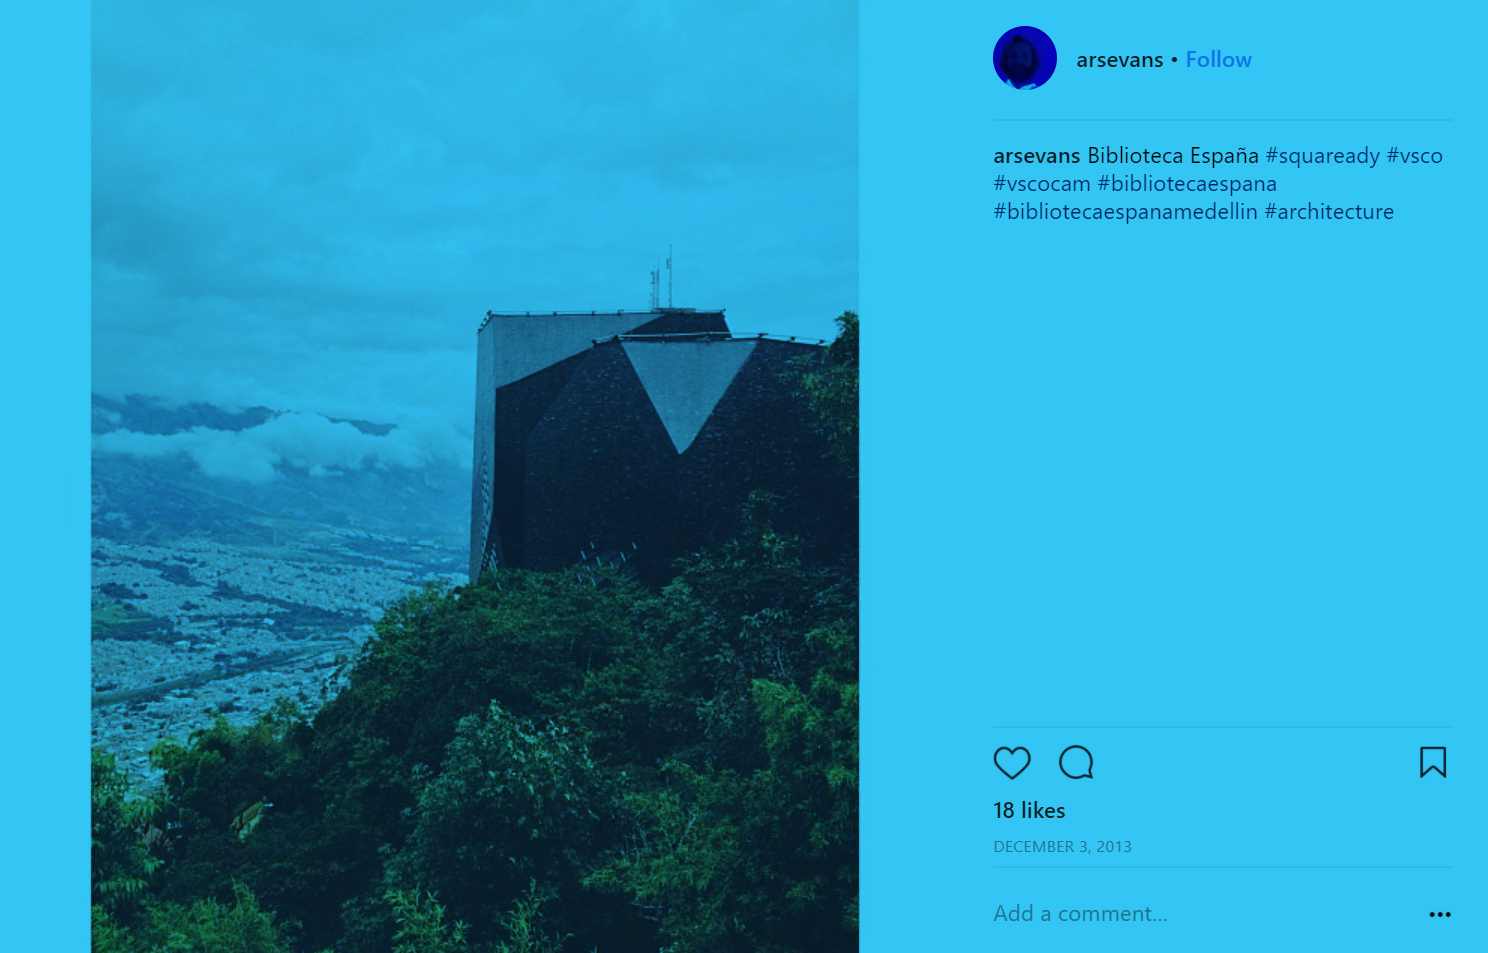 arsevans • Follow
arsevans Biblioteca España #squaready #vsco
#vscocam #bibliotecaespana
#bibliotecaespanamedellin #architecture
18 likes
DECEMBER 3, 2013
Add a comment...